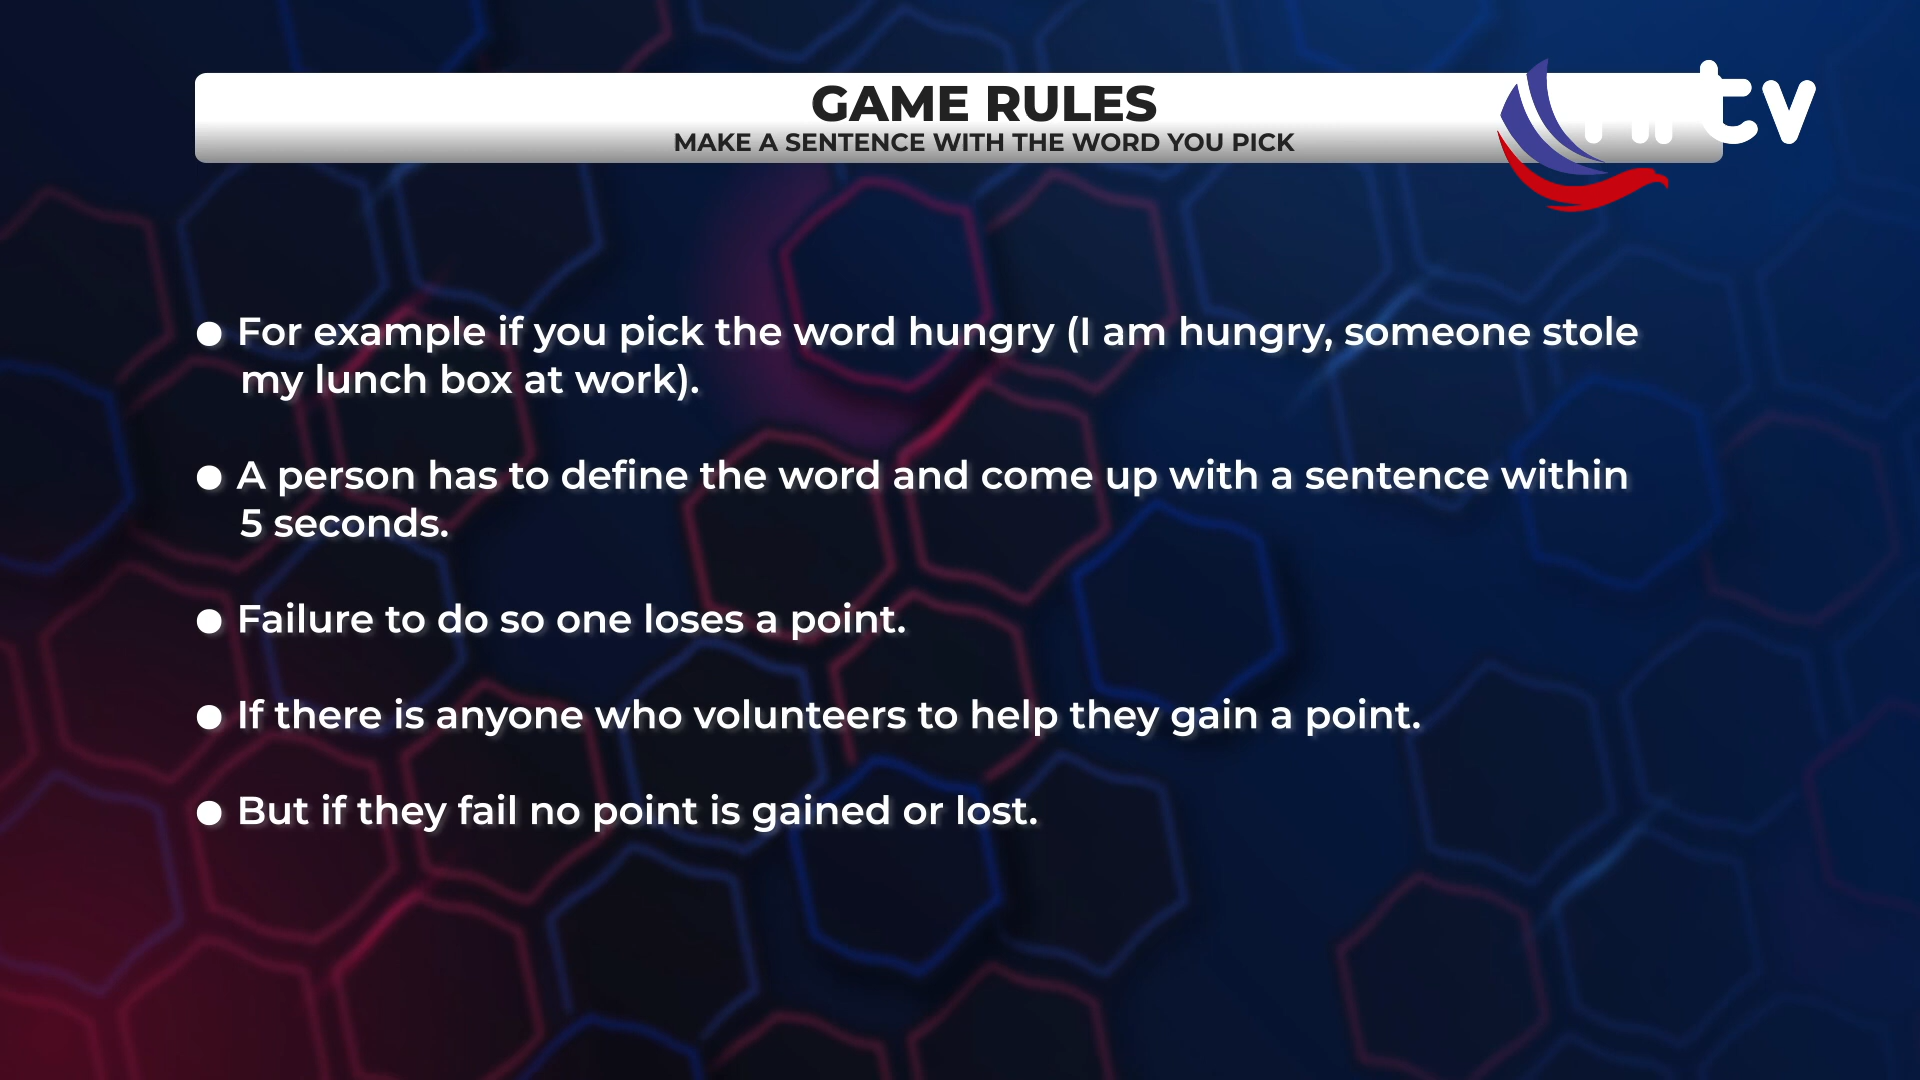 GAME RULES
MAKE A SENTENCE WITH THE WORD YOU PICK
tv
● For example if you pick the word hungry (I am hungry, someone stole
my lunch box at work).
● A person has to define the word and come up with a sentence within
5 seconds.
● Failure to do so one loses a point.
● If there is anyone who volunteers to help they gain a point.
● But if they fail no point is gained or lost.